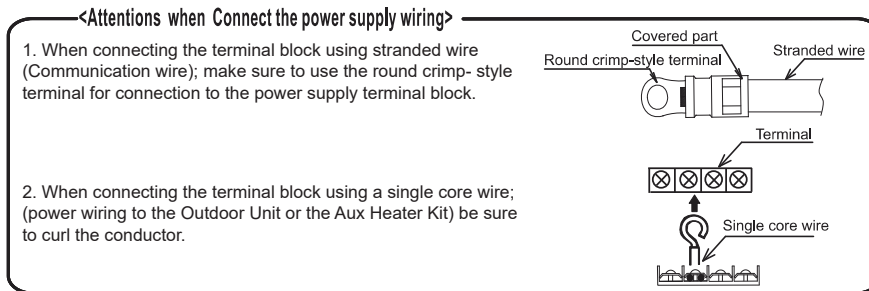 <Attentions when Connect the power supply wiring>
1. When connecting the terminal block using stranded wire
(Communication wire); make sure to use the round crimp- style
terminal for connection to the power supply terminal block.
Covered part
Round crimp-style terminal
Stranded wire
Terminal
2. When connecting the terminal block using a single core wire;
(power wiring to the Outdoor Unit or the Aux Heater Kit) be sure
to curl the conductor.
Single core wire